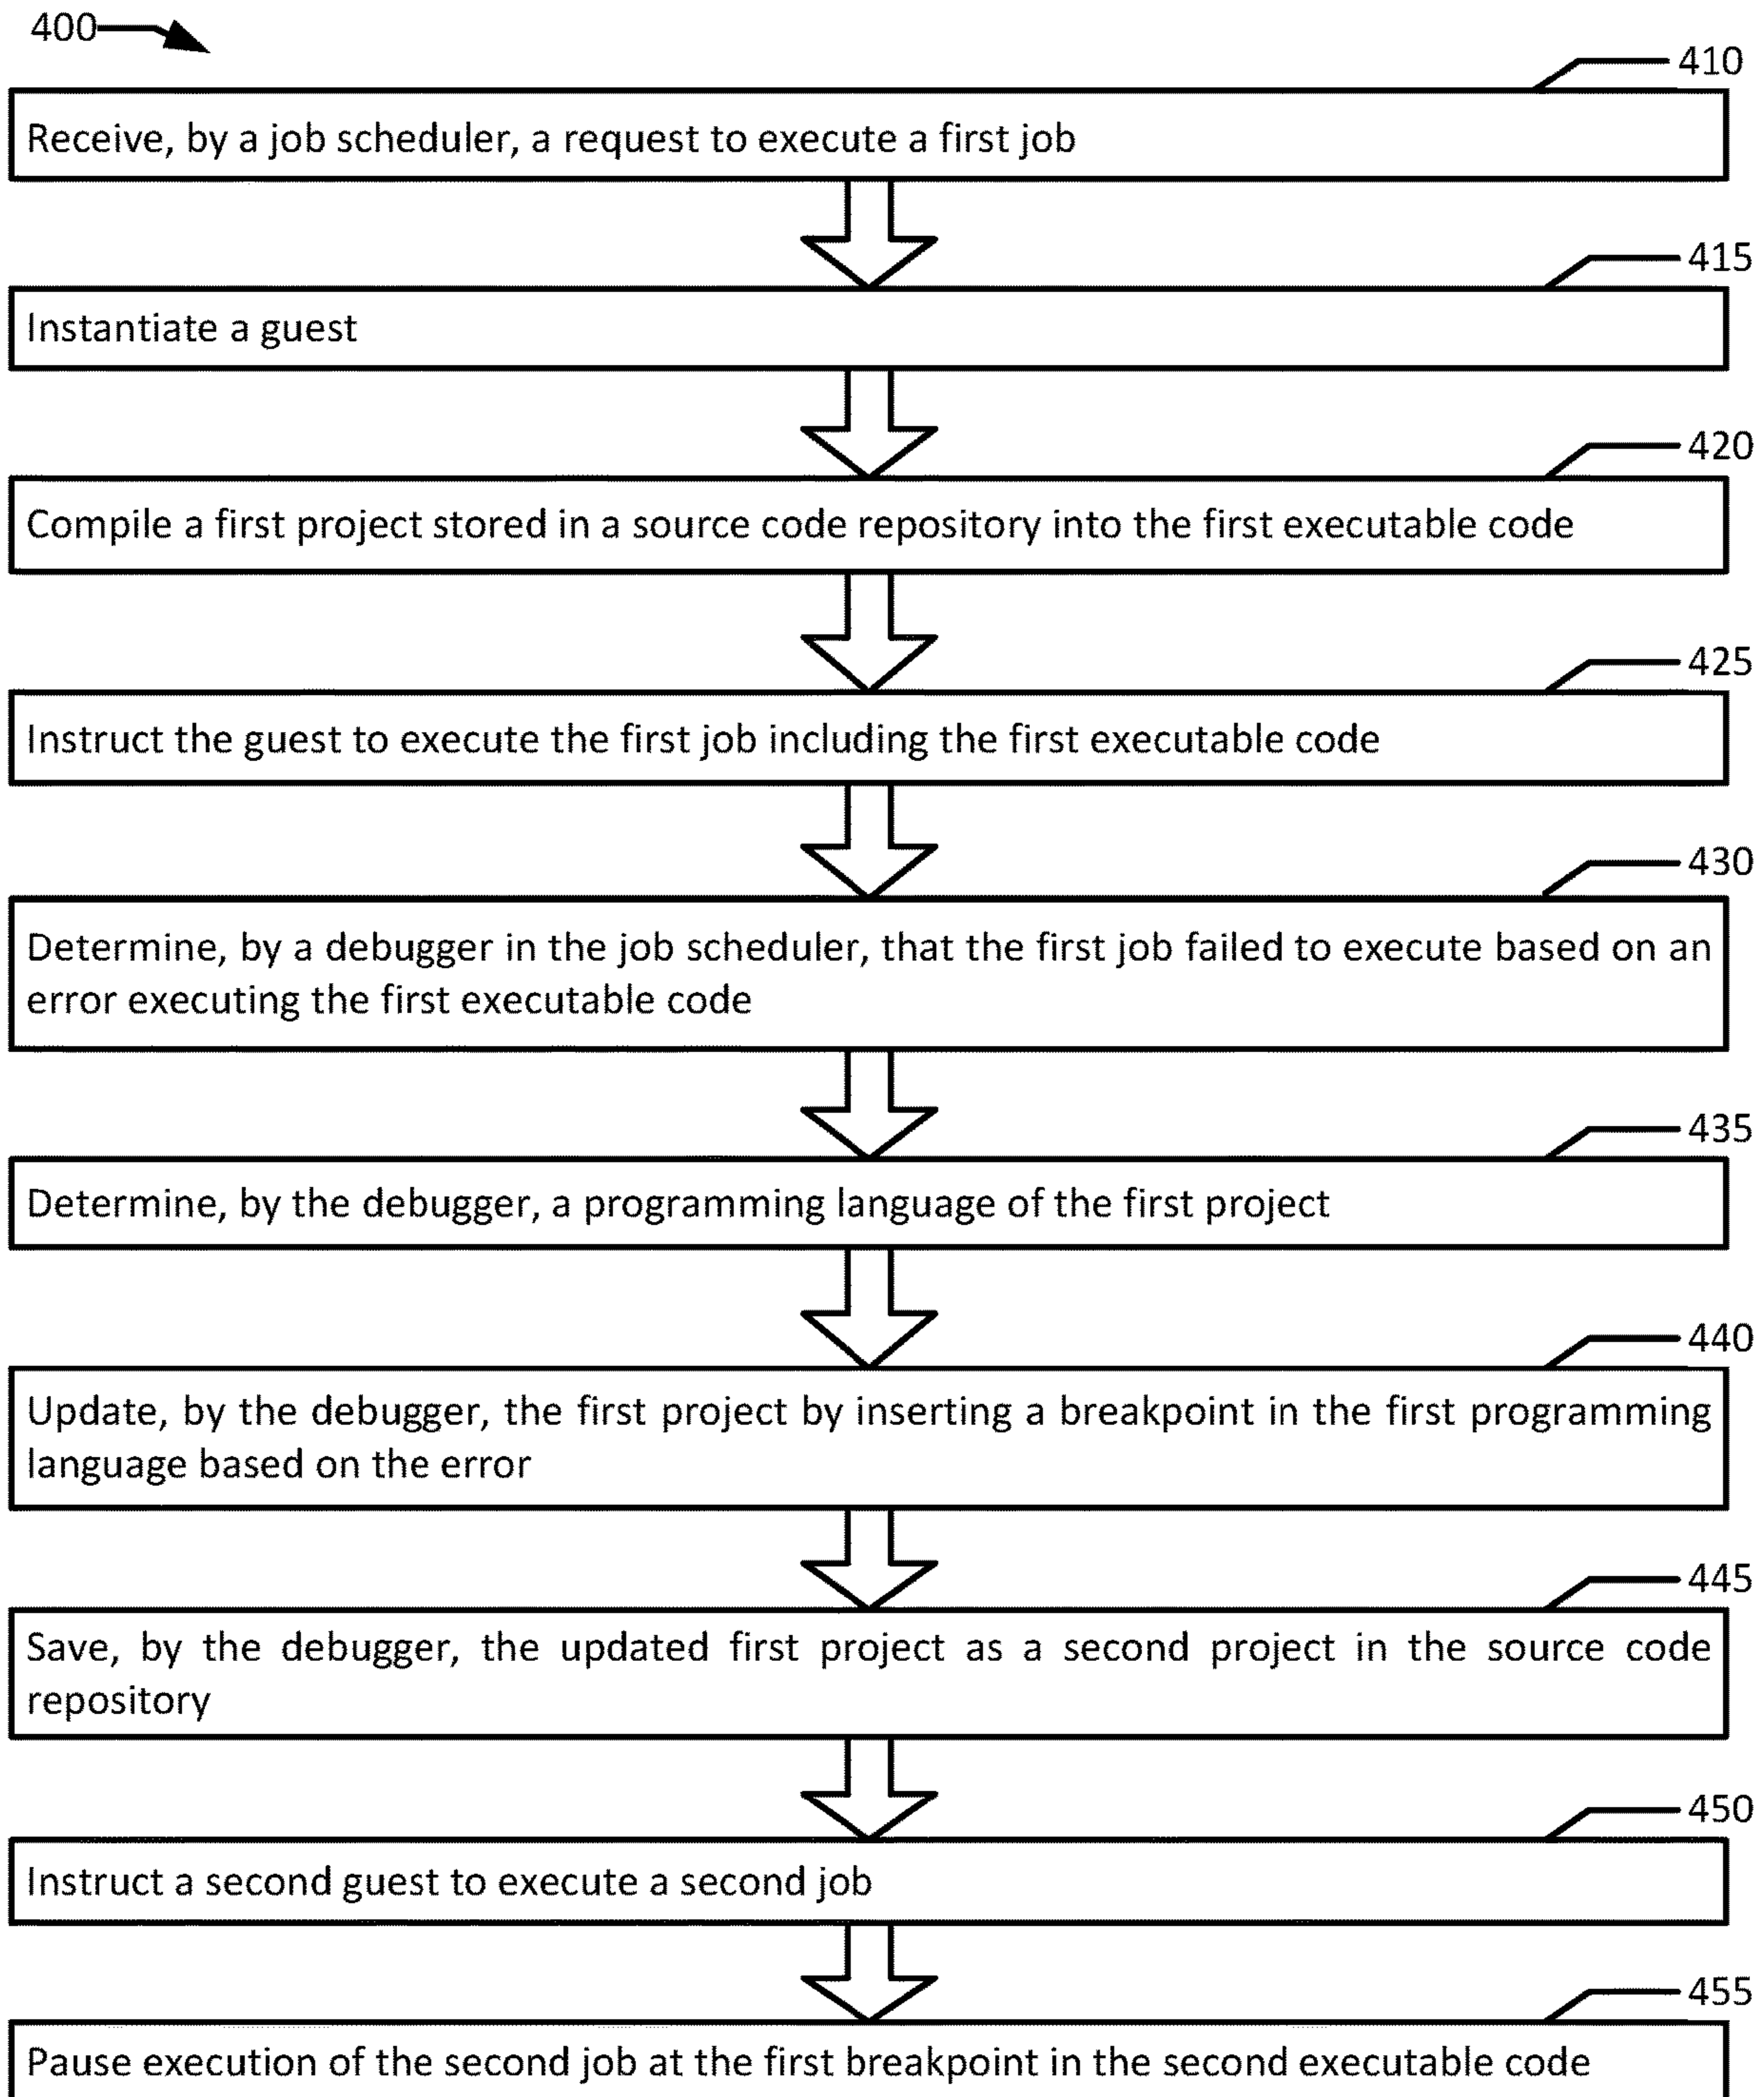 400
410
Receive, by a job scheduler, a request to execute a first job
415
Instantiate a guest
420
Compile a first project stored in a source code repository into the first executable code
425
Instruct the guest to execute the first job including the first executable code
430
Determine, by a debugger in the job scheduler, that the first job failed to execute based on an
error executing the first executable code
435
Determine, by the debugger, a programming language of the first project
440
Update, by the debugger, the first project by inserting a breakpoint in the first programming
language based on the error
445
Save, by the debugger, the updated first project as a second project in the source code
repository
450
Instruct a second guest to execute a second job
455
Pause execution of the second job at the first breakpoint in the second executable code